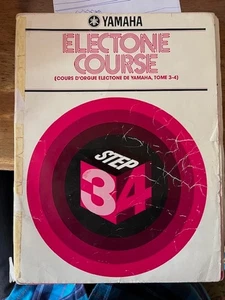 YAMAHA
ELECTONE
COURSE
(COURS D'ORGUE ELECTONE DE YAMAHA, TOME 3-4)
STEP
34